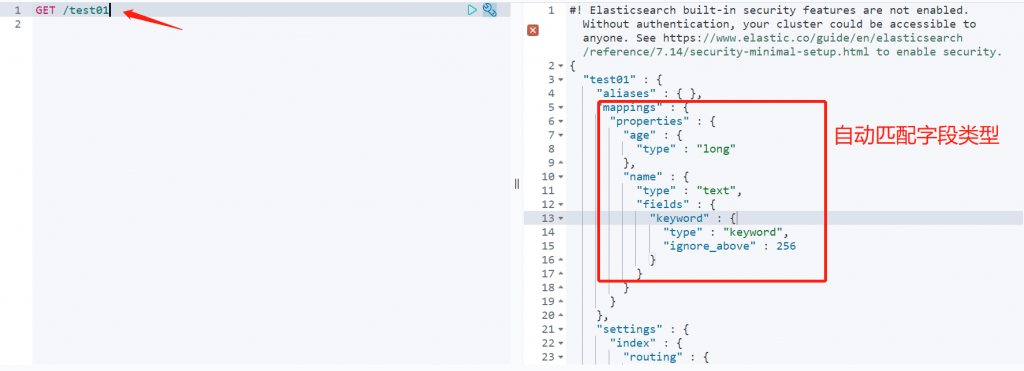 1 GET /test01
2
1 #! Elasticsearch built-in security features are not enabled.
Without authentication, your cluster could be accessible to
anyone. See https://www.elastic.co/guide/en/elasticsearch
/reference/7.14/security-minimal-setup.html to enable security.
2 {
3 "test01" : {
4 "aliases" : { },
5 "mappings" : {
6 "properties" : {
7 "age" : {
8 "type" : "long"
9 },
10 "name" : {
11 "type" : "text",
12 "fields" : {
13 "keyword" : {
14 "type" : "keyword",
15 "ignore_above" : 256
16 }
17 }
18 }
19 }
20 },
21 "settings" : {
22 "index" : {
23 "routing" : {
自动匹配字段类型